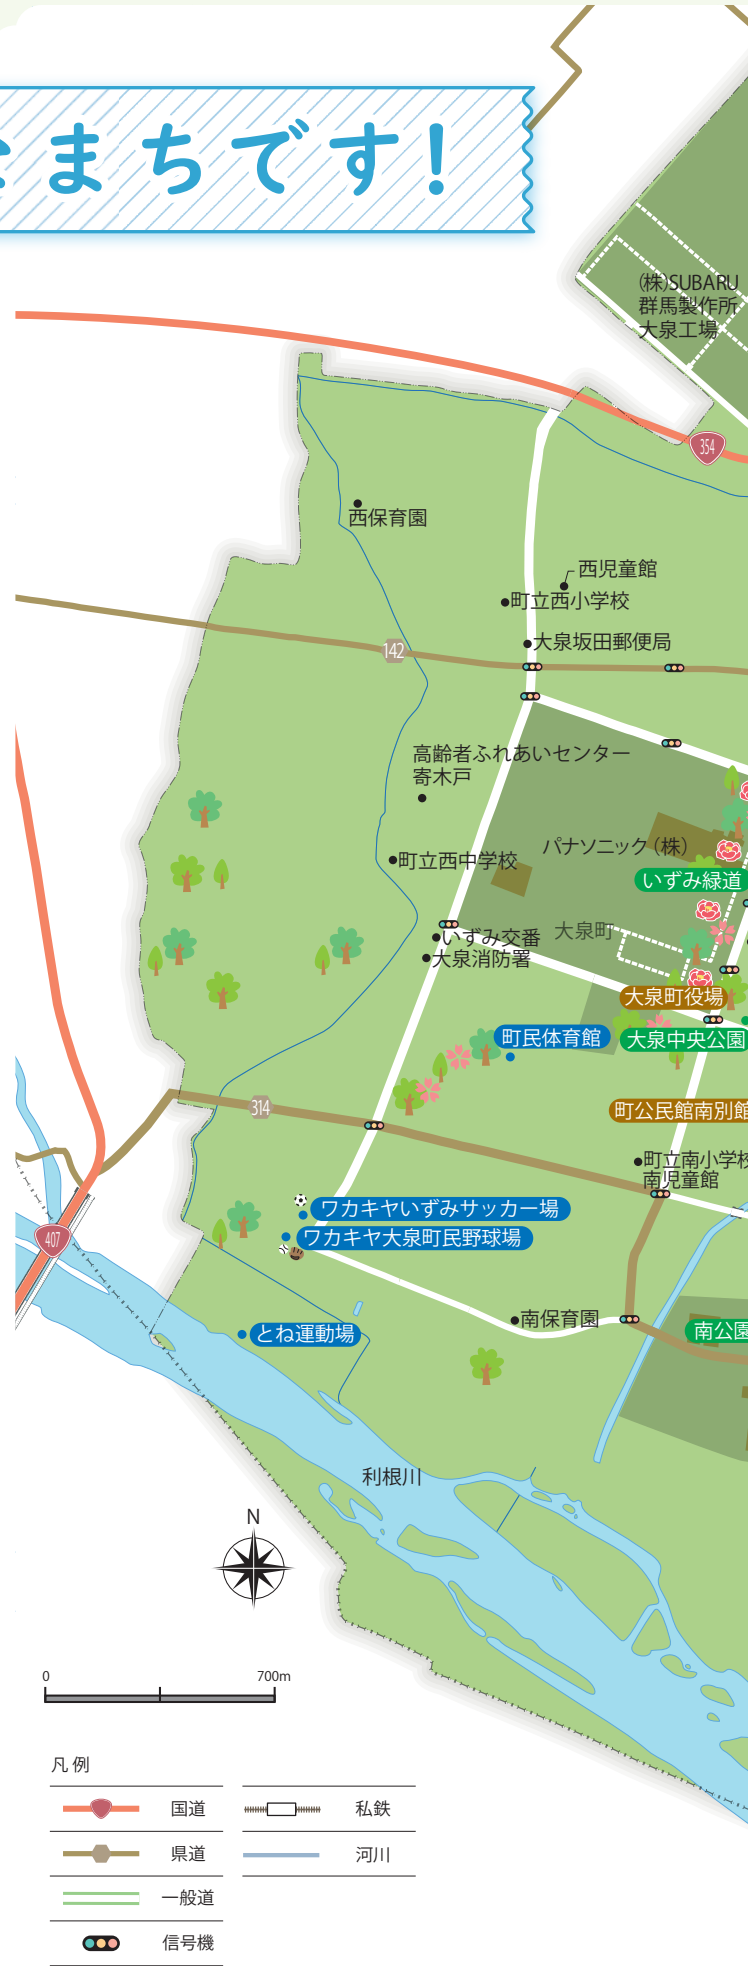 まちです!
(株)SUBARU
群馬製作所
大泉工場
354
西保育園
西児童館
町立西小学校
大泉坂田郵便局
142
高齢者ふれあいセンター
寄木戸
パナソニック(株)
町立西中学校
いずみ緑道
いずみ交番
大泉町
大泉消防署
大泉町役場
町民体育館
大泉中央公園
314
町公民館南別館
町立南小学校
南児童館
ワカキヤいずみサッカー場
407
ワカキヤ大泉町民野球場
南保育園
とね運動場
南公園
利根川
N
0
700m
凡例
国道
私鉄
県道
河川
一般道
信号機